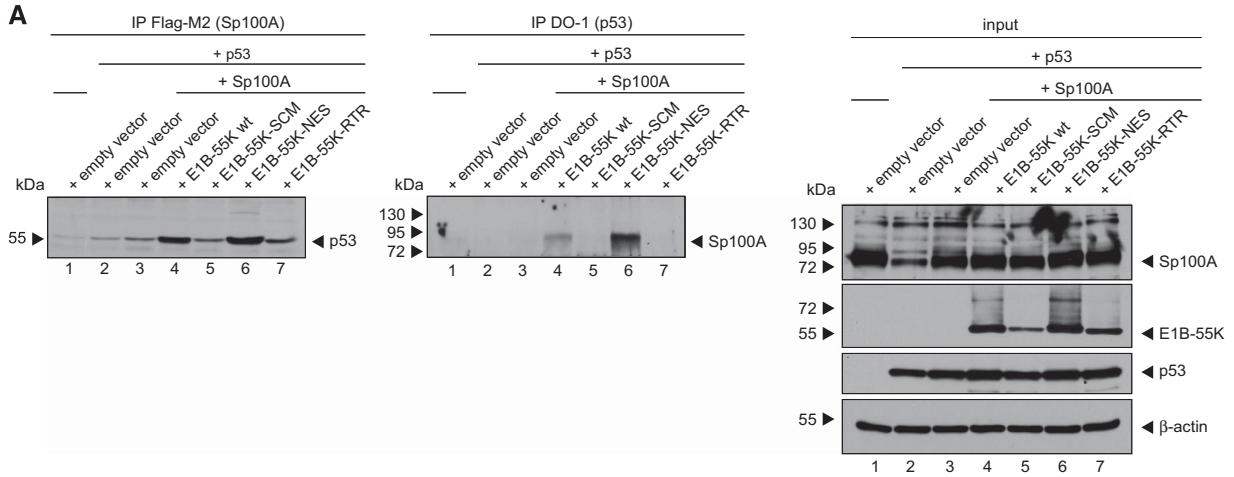 A
IP Flag-M2 (Sp100A)
+ p53
+ Sp100A
+ empty vector
+ empty vector
+ empty vector
+ E1B-55K wt
+ E1B-55K-SCM
+ E1B-55K-NES
+ E1B-55K-RTR
kDa
55
p53
1 2 3 4 5 6 7
IP DO-1 (p53)
+ p53
+ Sp100A
+ empty vector
+ empty vector
+ empty vector
+ E1B-55K wt
+ E1B-55K-SCM
+ E1B-55K-NES
+ E1B-55K-RTR
kDa
130
95
72
Sp100A
1 2 3 4 5 6 7
input
+ p53
+ Sp100A
+ empty vector
+ empty vector
+ empty vector
+ E1B-55K wt
+ E1B-55K-SCM
+ E1B-55K-NES
+ E1B-55K-RTR
kDa
130
95
72
Sp100A
72
55
E1B-55K
p53
55
β-actin
1 2 3 4 5 6 7